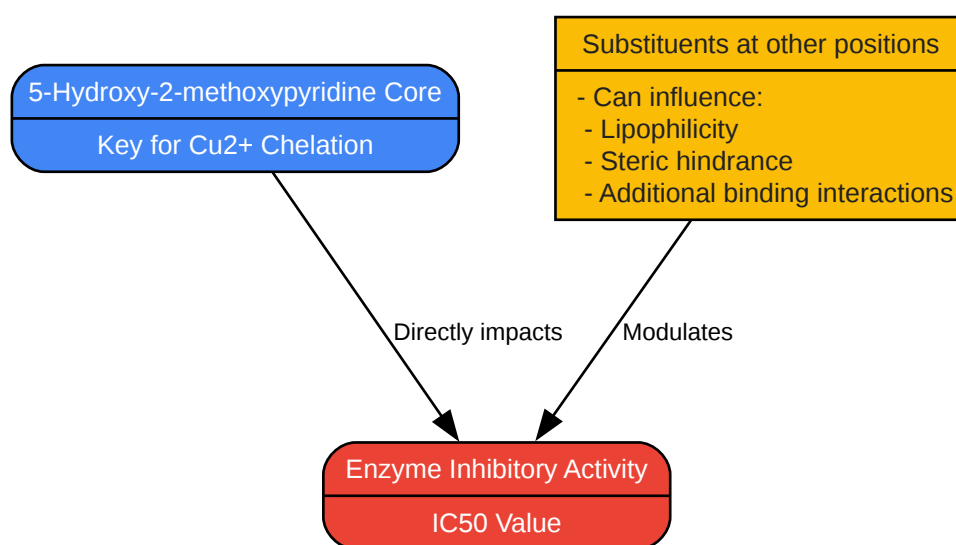 5-Hydroxy-2-methoxypyridine Core
Key for Cu2+ Chelation
Substituents at other positions
- Can influence:
- Lipophilicity
- Steric hindrance
- Additional binding interactions
Directly impacts
Modulates
Enzyme Inhibitory Activity
IC50 Value